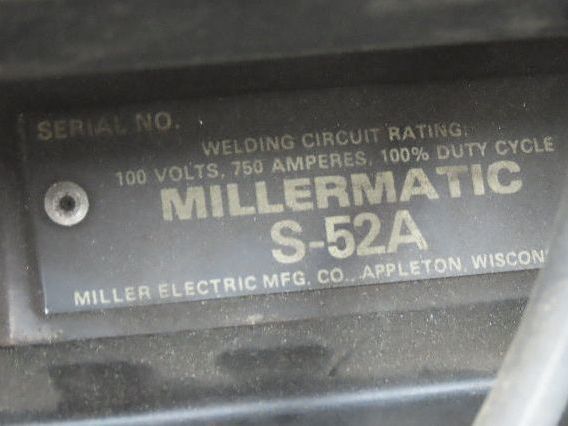 SERIAL NO.
WELDING CIRCUIT RATING:
100 VOLTS, 750 AMPERES, 100% DUTY CYCLE
MILLERMATIC
S-52A
MILLER ELECTRIC MFG. CO., APPLETON, WISCON